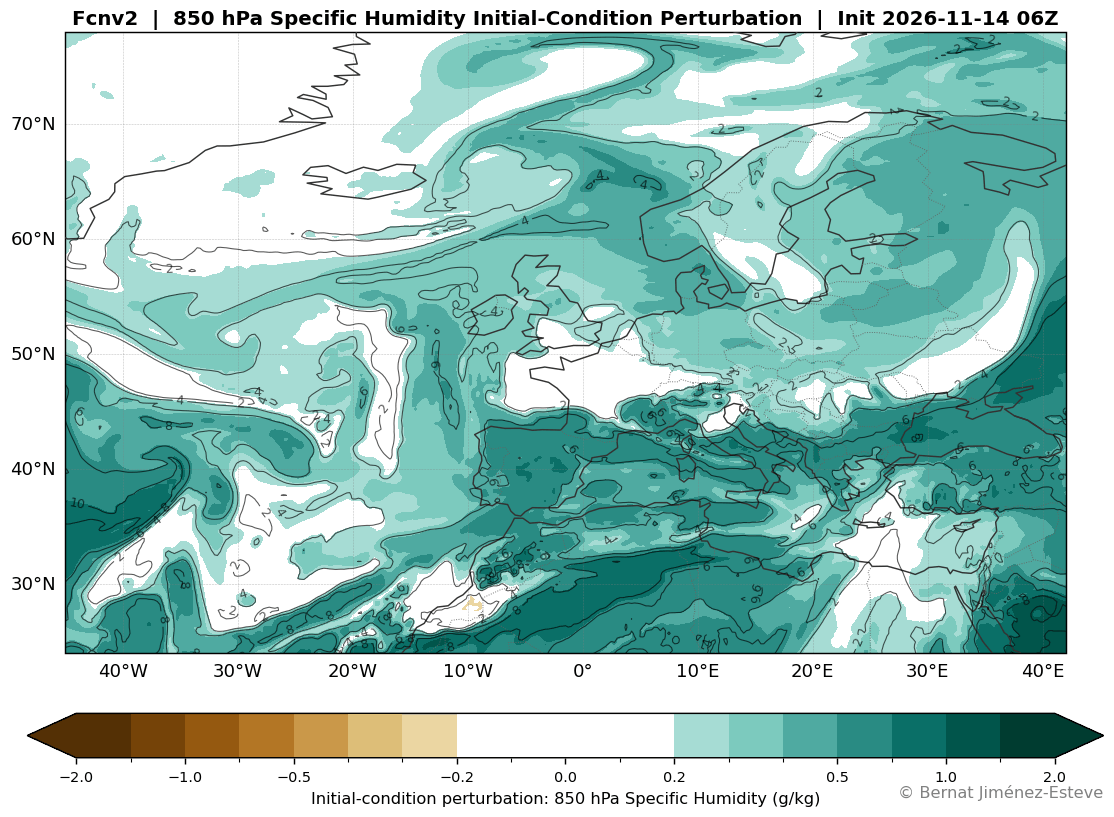 Fcnv2 | 850 hPa Specific Humidity Initial-Condition Perturbation | Init 2026-11-14 06Z
70°N
60°N
50°N
40°N
30°N
40°W 30°W 20°W 10°W 0° 10°E 20°E 30°E 40°E
−2.0 −1.0 −0.5 −0.2 0.0 0.2 0.5 1.0 2.0
Initial-condition perturbation: 850 hPa Specific Humidity (g/kg)
© Bernat Jiménez-Esteve